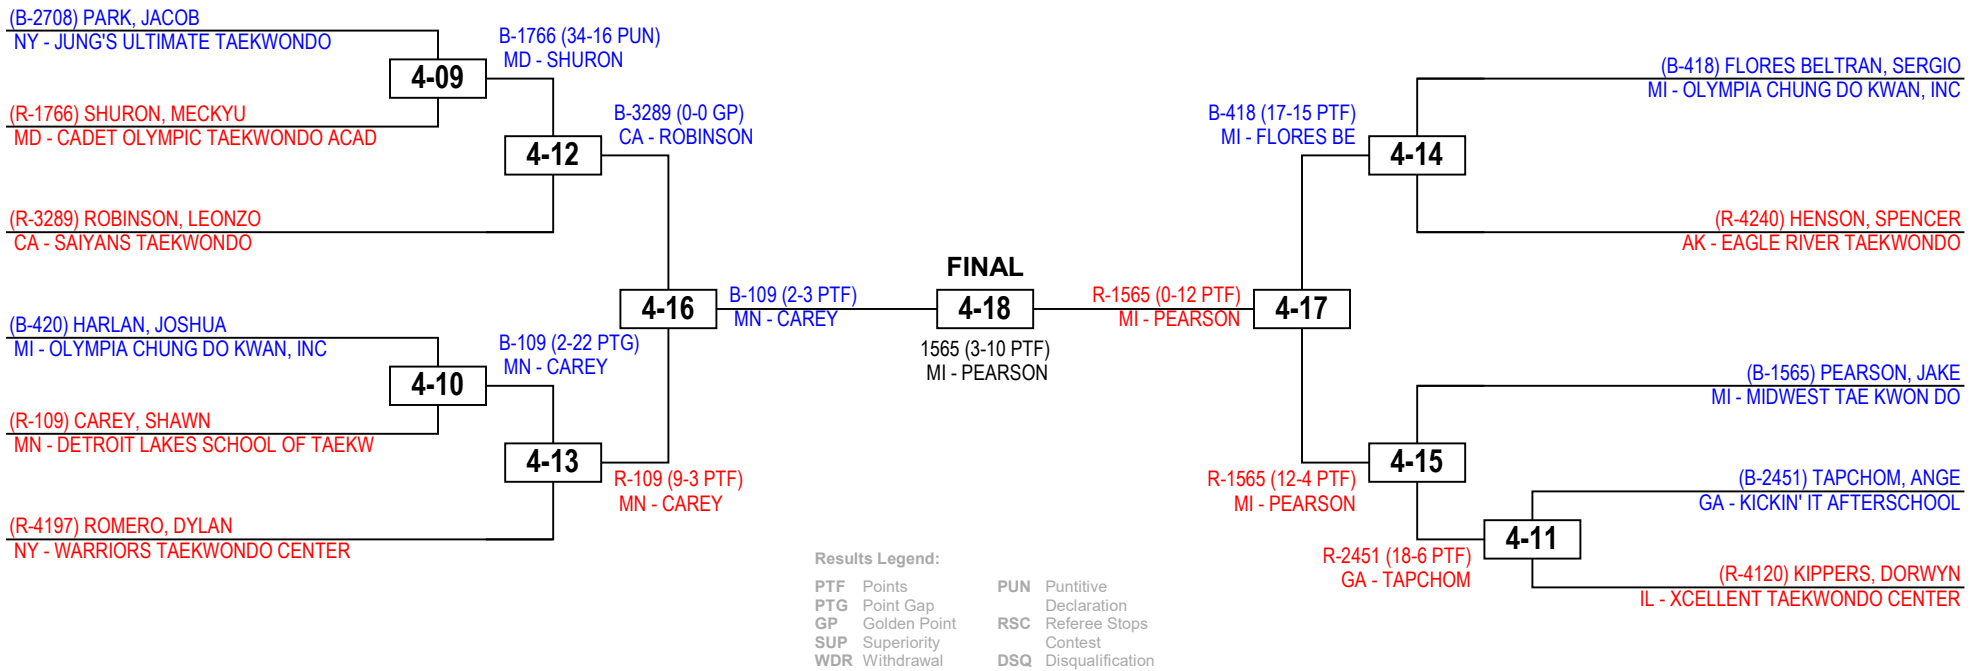 (B-2708) PARK, JACOB
NY - JUNG'S ULTIMATE TAEKWONDO
4-09
(R-1766) SHURON, MECKYU
MD - CADET OLYMPIC TAEKWONDO ACAD
B-1766 (34-16 PUN)
MD - SHURON
4-12
(R-3289) ROBINSON, LEONZO
CA - SAIYANS TAEKWONDO
B-3289 (0-0 GP)
CA - ROBINSON
(B-420) HARLAN, JOSHUA
MI - OLYMPIA CHUNG DO KWAN, INC
4-10
(R-109) CAREY, SHAWN
MN - DETROIT LAKES SCHOOL OF TAEKW
B-109 (2-22 PTG)
MN - CAREY
4-13
(R-4197) ROMERO, DYLAN
NY - WARRIORS TAEKWONDO CENTER
R-109 (9-3 PTF)
MN - CAREY
4-16
B-109 (2-3 PTF)
MN - CAREY
FINAL
4-18
1565 (3-10 PTF)
MI - PEARSON
R-1565 (0-12 PTF)
MI - PEARSON
4-17
B-418 (17-15 PTF)
MI - FLORES BE
4-14
(B-418) FLORES BELTRAN, SERGIO
MI - OLYMPIA CHUNG DO KWAN, INC
(R-4240) HENSON, SPENCER
AK - EAGLE RIVER TAEKWONDO
R-1565 (12-4 PTF)
MI - PEARSON
4-15
(B-1565) PEARSON, JAKE
MI - MIDWEST TAE KWON DO
R-2451 (18-6 PTF)
GA - TAPCHOM
4-11
(B-2451) TAPCHOM, ANGE
GA - KICKIN' IT AFTERSCHOOL
(R-4120) KIPPERS, DORWYN
IL - XCELLENT TAEKWONDO CENTER
Results Legend:
PTF Points
PTG Point Gap
GP Golden Point
SUP Superiority
WDR Withdrawal
PUN Puntitive
Declaration
RSC Referee Stops
Contest
DSQ Disqualification